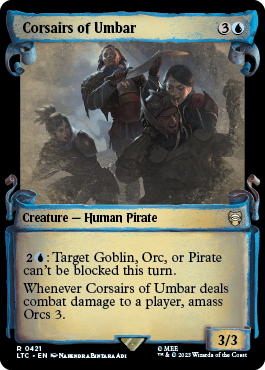 Corsairs of Umbar 3
2 : Target Goblin, Orc, or Pirate
can't be blocked this turn.
Whenever Corsairs of Umbar deals
combat damage to a player, amass
Orcs 3.
Creature — Human Pirate
3/3
R 0421
LTC • EN Nahendra Bintara Adi
© MEE
™ & © 2023 Wizards of the Coast